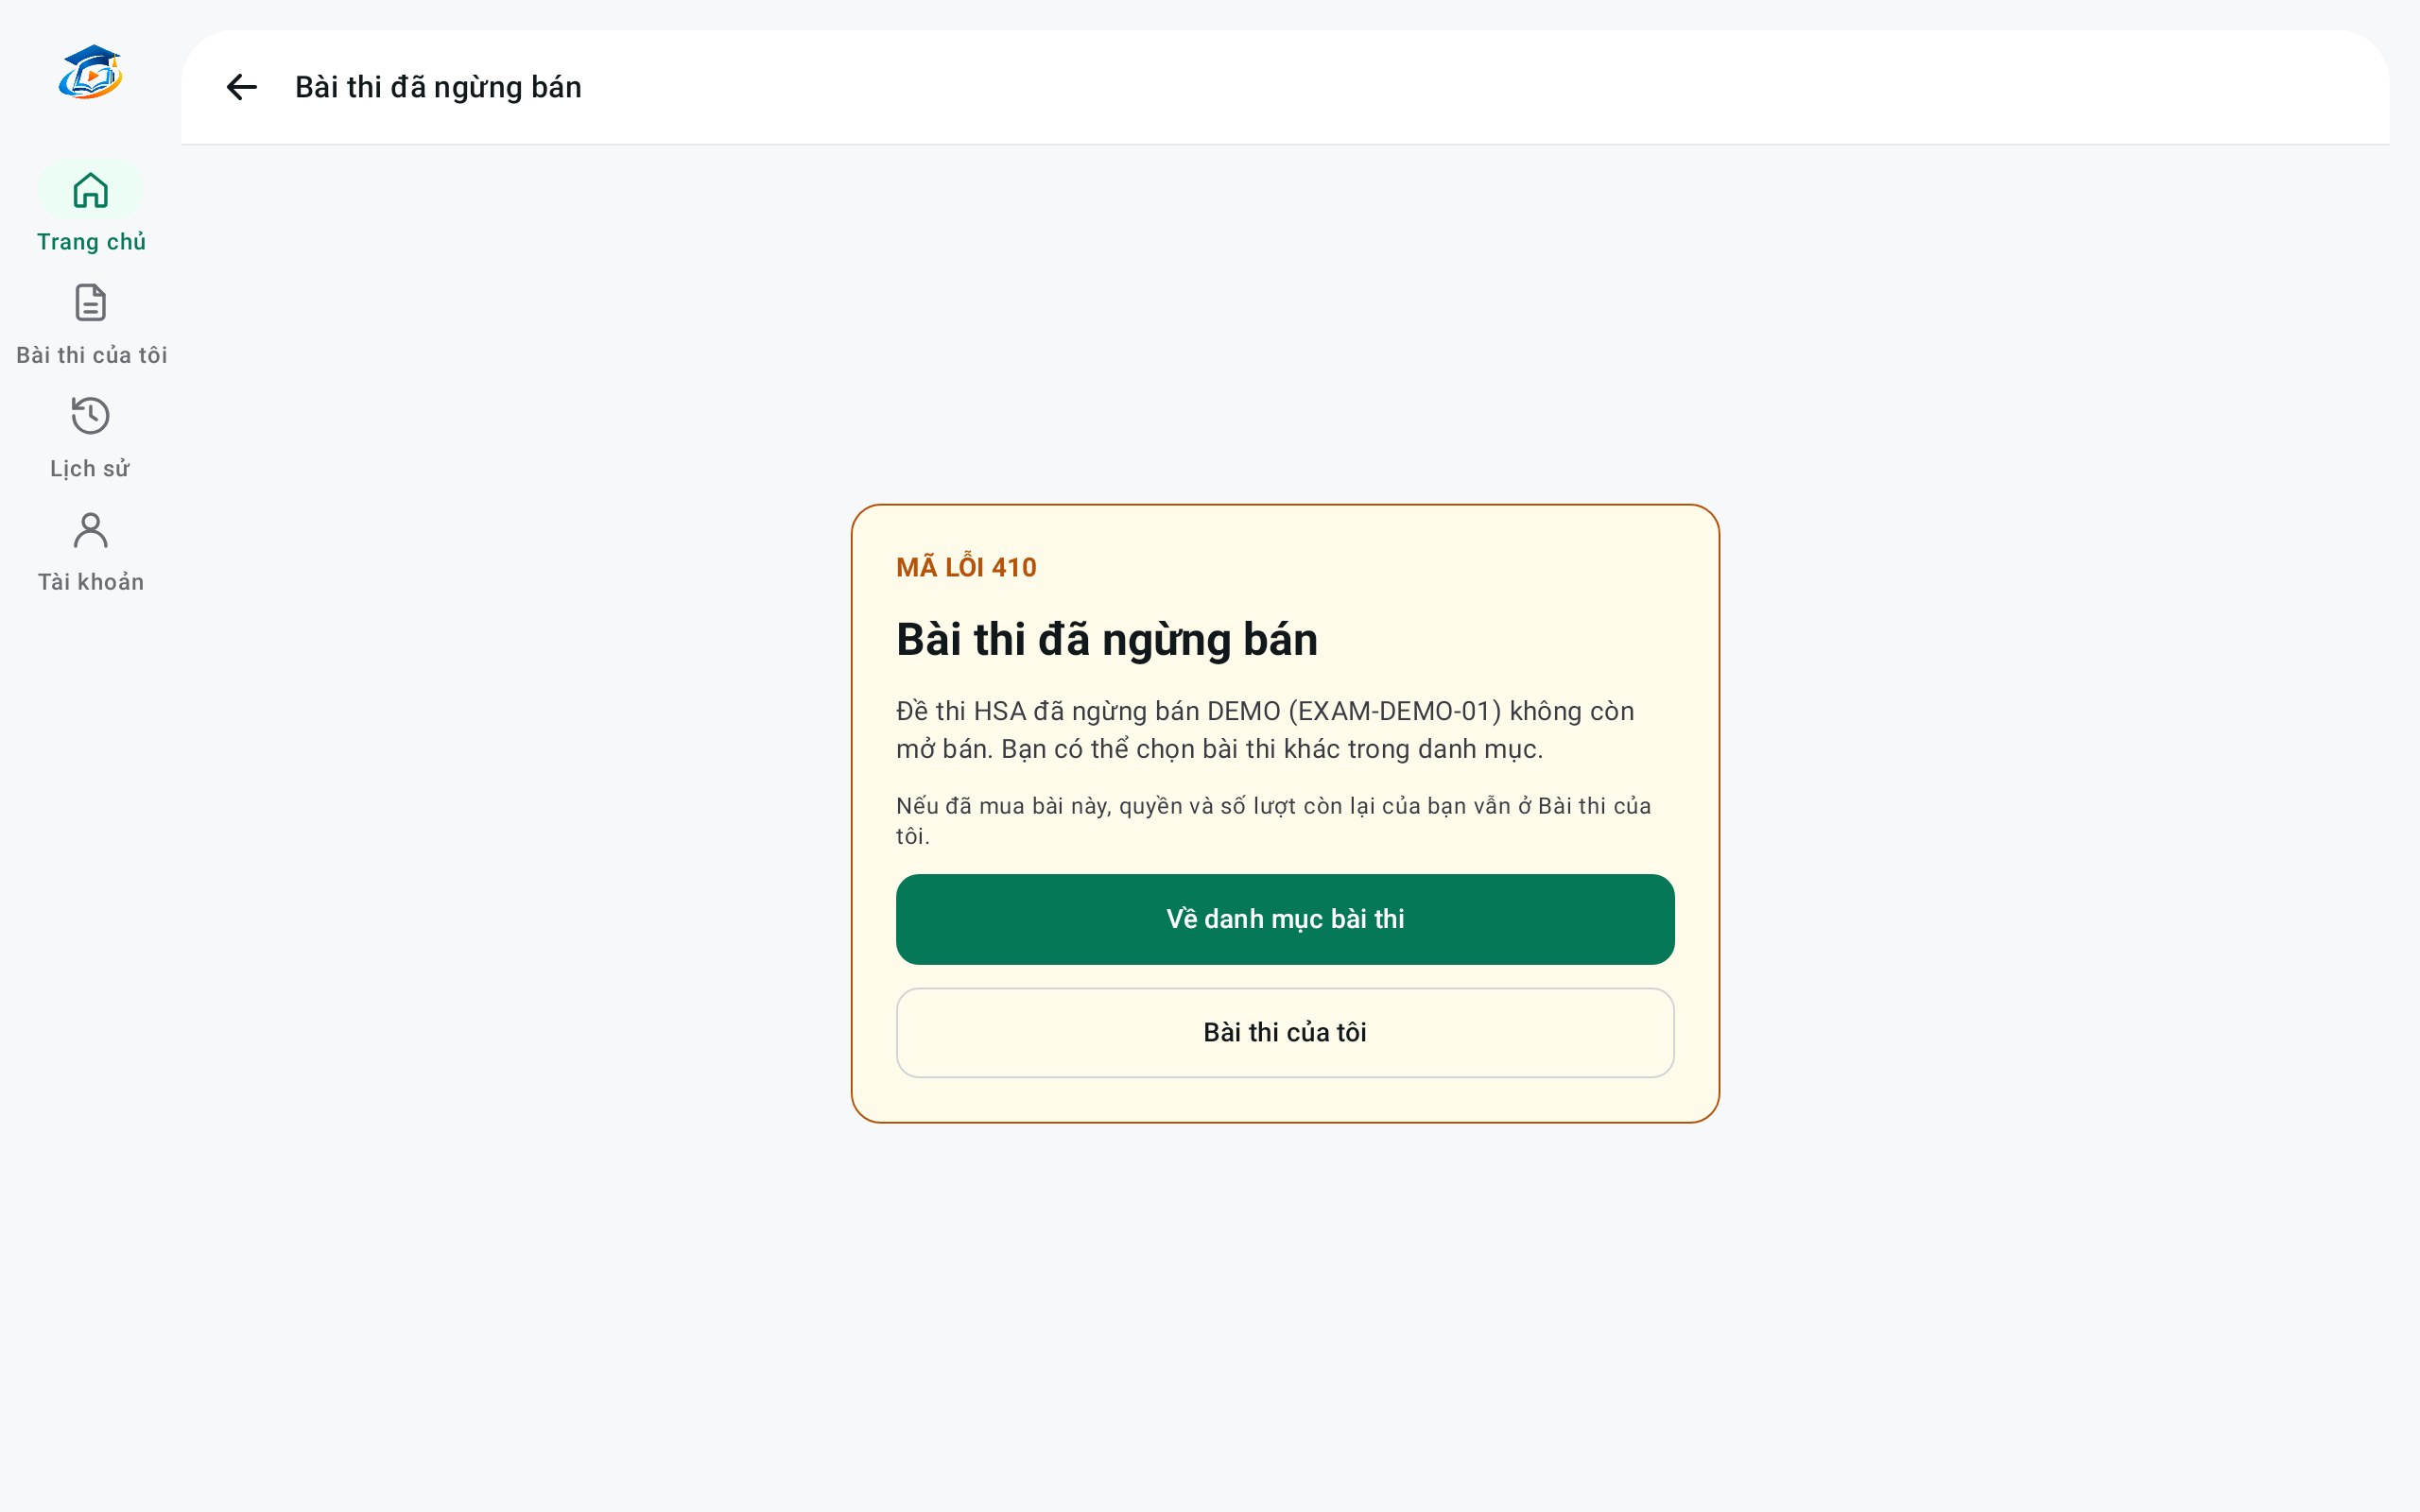 Bài thi đã ngừng bán
Trang chủ
Bài thi của tôi
Lịch sử
Tài khoản
MÃ LỖI 410
Bài thi đã ngừng bán
Đề thi HSA đã ngừng bán DEMO (EXAM-DEMO-01) không còn
mở bán. Bạn có thể chọn bài thi khác trong danh mục.
Nếu đã mua bài này, quyền và số lượt còn lại của bạn vẫn ở Bài thi của
tôi.
Về danh mục bài thi
Bài thi của tôi